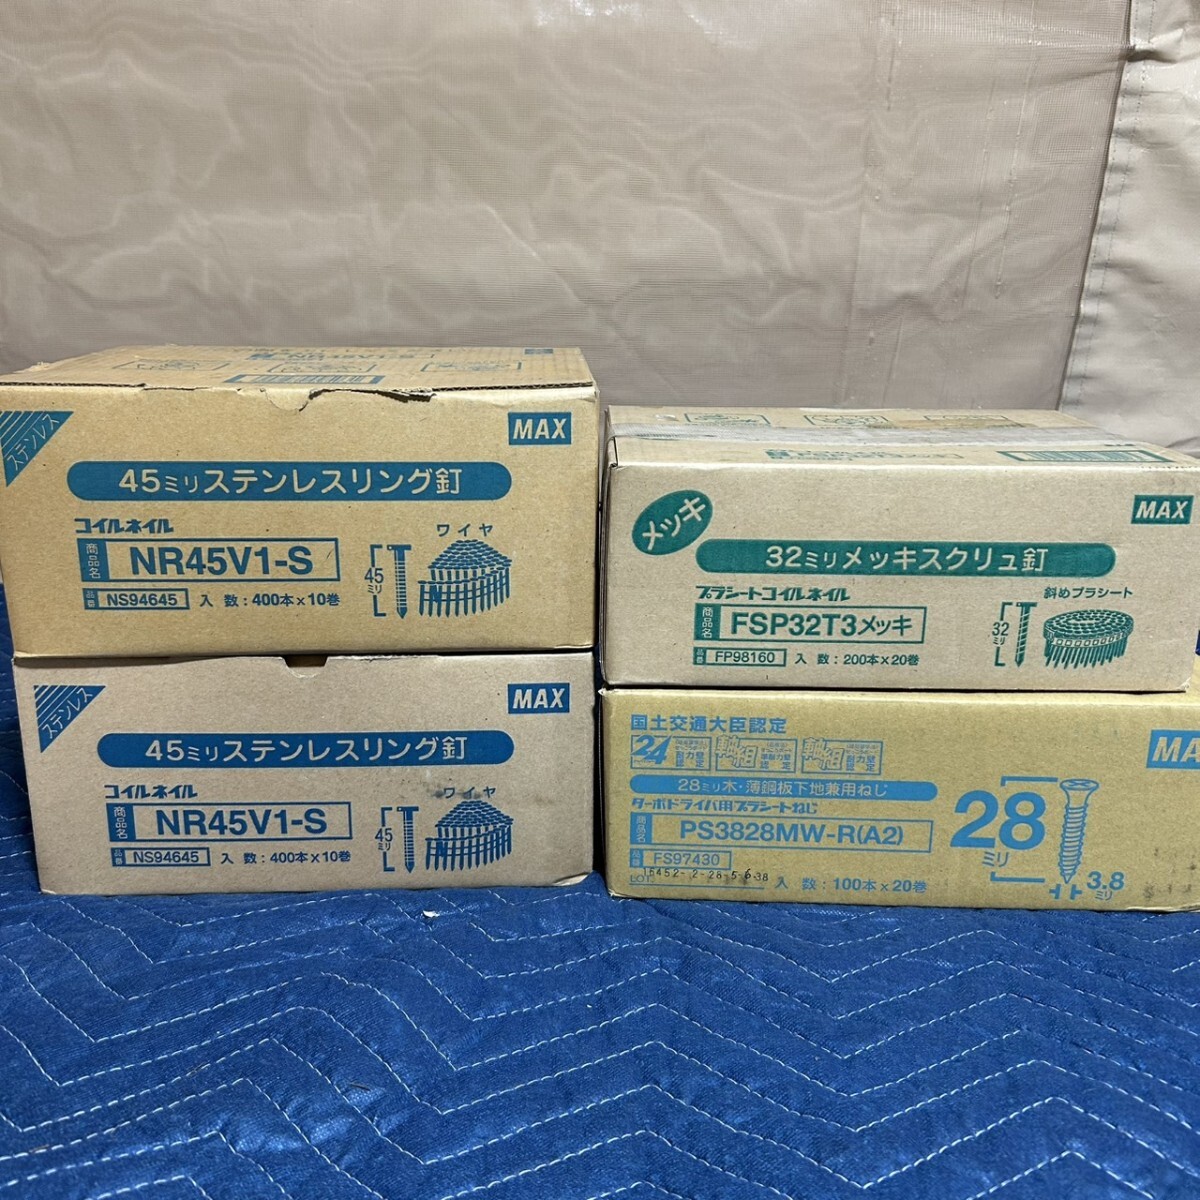 ステンレス
MAX
45ミリステンレスリング釘
コイルネイル
商品名
NR45V1-S
品番
NS94645
入 数:400本×10巻
ワイヤ
45ミリ
L
メッキ
MAX
32ミリメッキスクリュ釘
プラシートコイルネイル
商品名
FSP32T3メッキ
品番
FP98160
入 数:200本×20巻
斜めプラシート
32ミリ
L
ステンレス
MAX
45ミリステンレスリング釘
コイルネイル
商品名
NR45V1-S
品番
NS94645
入 数:400本×10巻
ワイヤ
45ミリ
L
国土交通大臣認定
24
軸組
軸組
28ミリ木・薄鋼板下地兼用ねじ
ターボドライバ用プラシートねじ
商品名
PS3828MW-R(A2)
品番
FS97430
LOT.
入 数:100本×20巻
28
ミリ
3.8
ミリ
MA